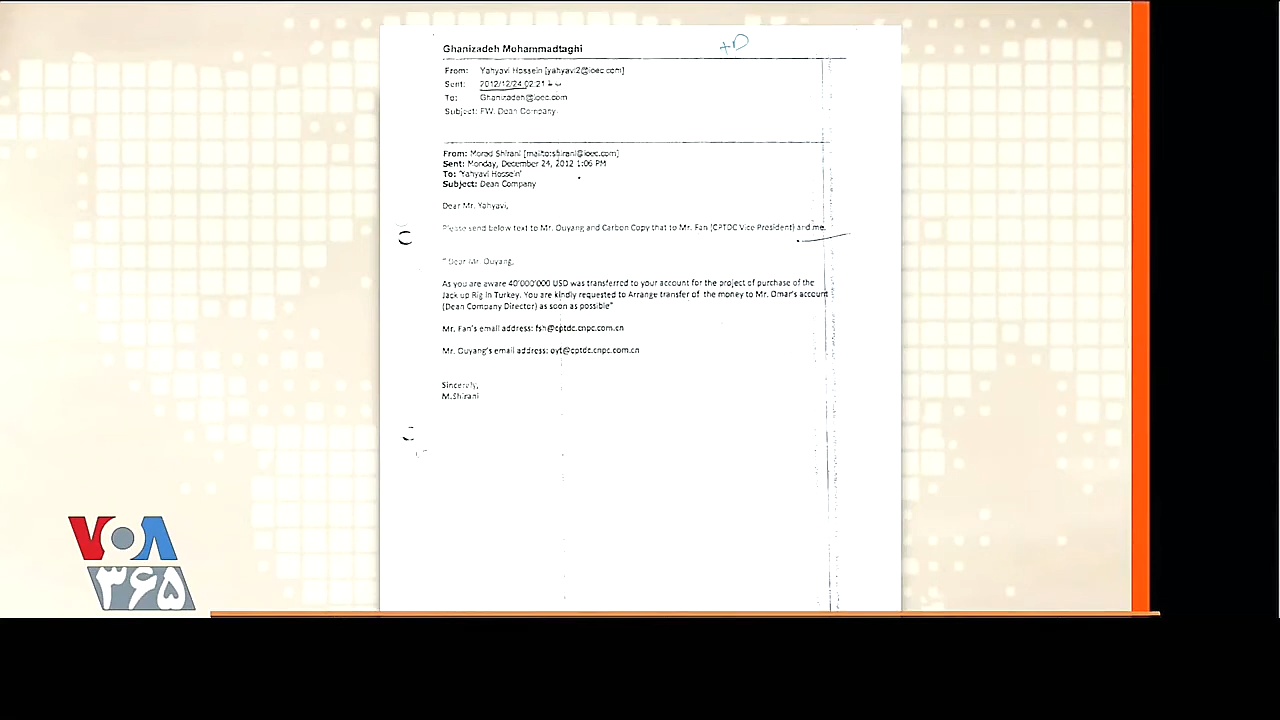 +D
Ghanizadeh Mohammadtaghi
From: Yahyavi Hossein [yahyavi2@ioec.com]
Sent: 2012/12/24 02:21
To: Ghanizadeh@ioec.com
Subject: FW: Dean Company
From: Morad Shirani [mailto:shirani@ioec.com]
Sent: Monday, December 24, 2012 1:06 PM
To: 'Yahyavi Hossein'
Subject: Dean Company
Dear Mr. Yahyavi,
Please send below text to Mr. Ouyang and Carbon Copy that to Mr. Fan (CPTDC Vice President) and me.
" Dear Mr. Ouyang,
As you are aware 40'000'000 USD was transferred to your account for the project of purchase of the
Jack up Rig in Turkey. You are kindly requested to Arrange transfer of the money to Mr. Omar's account
(Dean Company Director) as soon as possible"
Mr. Fan's email address: fsh@cptdc.cnpc.com.cn
Mr. Ouyang's email address: oyt@cptdc.cnpc.com.cn
Sincerely,
M.Shirani
VOA
۳۶۵